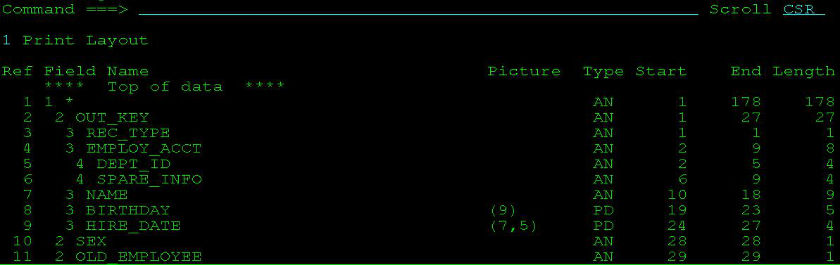 Command ===> Scroll CSR
1 Print Layout
Ref Field Name Picture Type Start End Length
**** Top of data ****
1 1 * AN 1 178 178
2 2 OUT_KEY AN 1 27 27
3 3 REC_TYPE AN 1 1 1
4 3 EMPLOY_ACCT AN 2 9 8
5 4 DEPT_ID AN 2 5 4
6 4 SPARE_INFO AN 6 9 4
7 3 NAME AN 10 18 9
8 3 BIRTHDAY (9) PD 19 23 5
9 3 HIRE_DATE (7,5) PD 24 27 4
10 2 SEX AN 28 28 1
11 2 OLD_EMPLOYEE AN 29 29 1